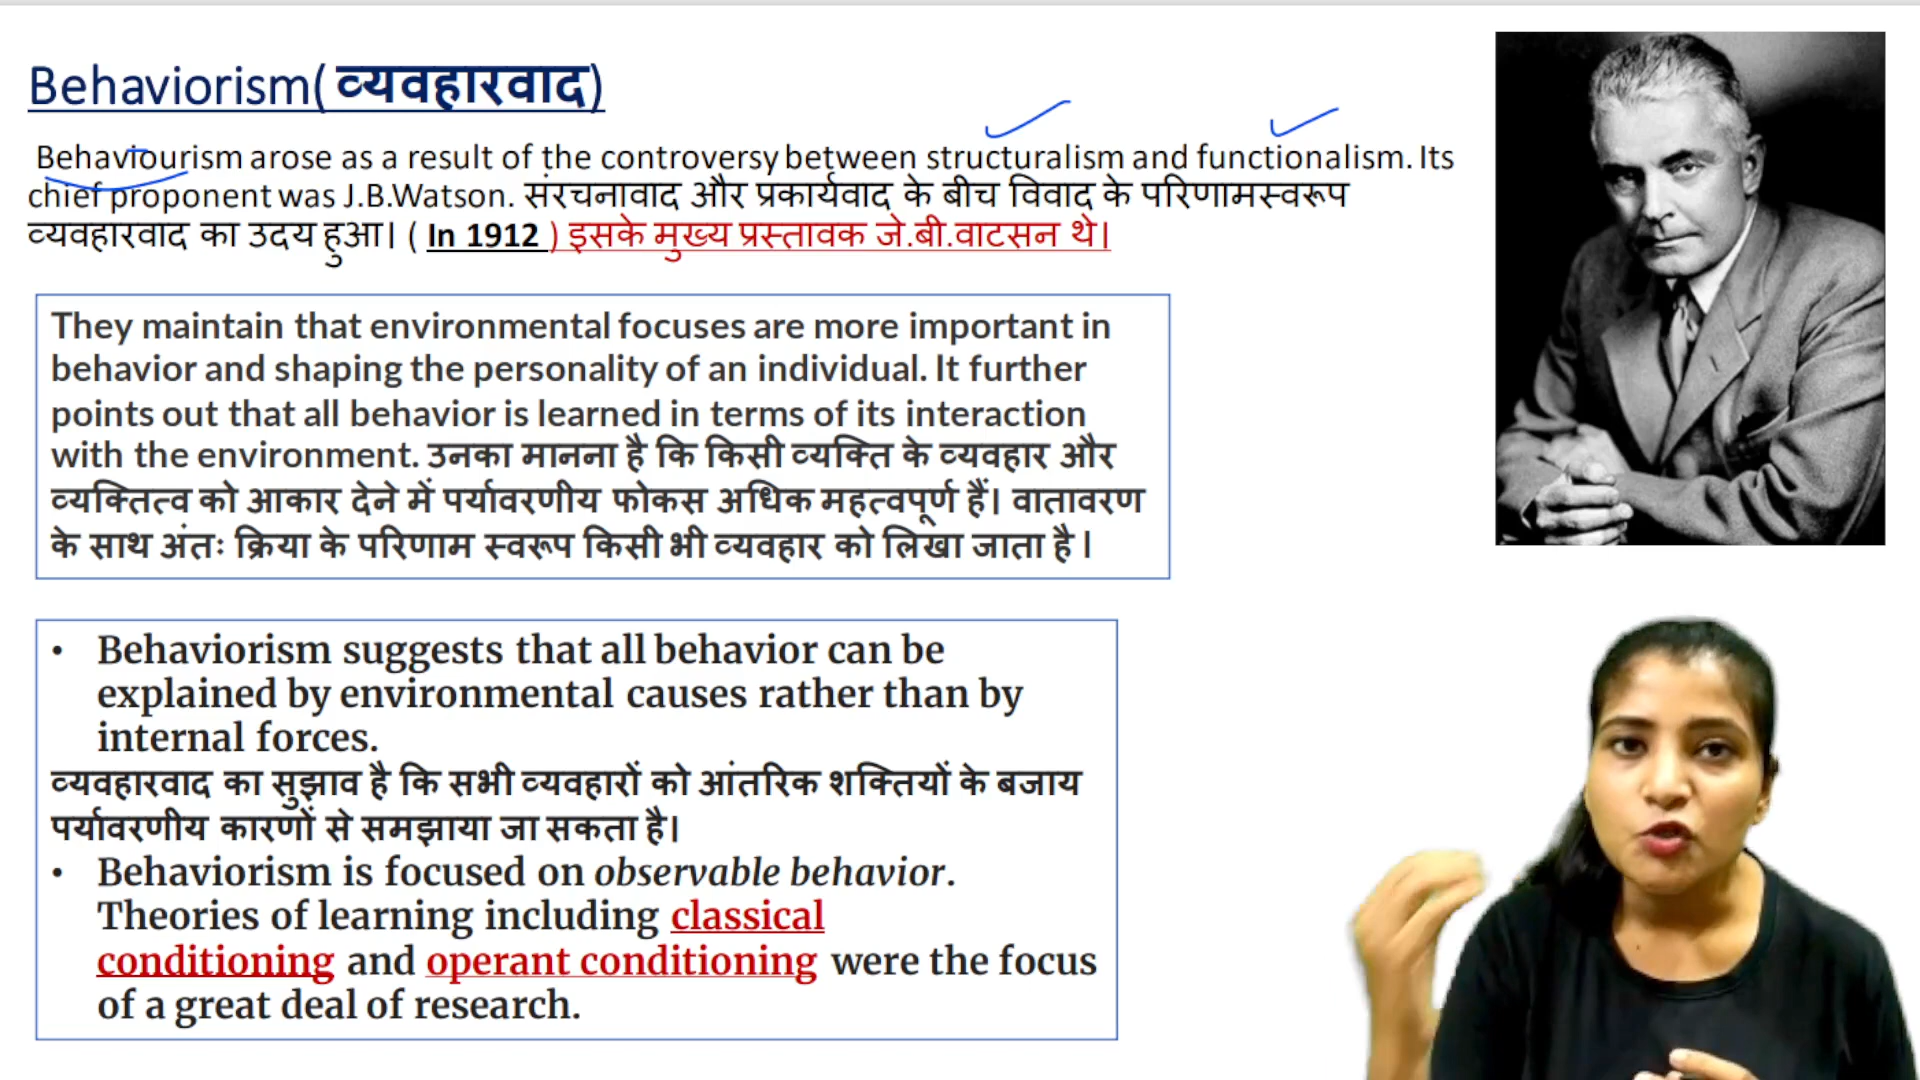 Behaviorism( व्यवहारवाद)
Behaviourism arose as a result of the controversy between structuralism and functionalism. Its
chief proponent was J.B.Watson. संरचनावाद और प्रकार्यवाद के बीच विवाद के परिणामस्वरूप
व्यवहारवाद का उदय हुआ। ( In 1912 ) इसके मुख्य प्रस्तावक जे.बी.वाटसन थे।
They maintain that environmental focuses are more important in
behavior and shaping the personality of an individual. It further
points out that all behavior is learned in terms of its interaction
with the environment. उनका मानना है कि किसी व्यक्ति के व्यवहार और
व्यक्तित्व को आकार देने में पर्यावरणीय फोकस अधिक महत्वपूर्ण हैं। वातावरण
के साथ अंतः क्रिया के परिणाम स्वरूप किसी भी व्यवहार को लिखा जाता है ।
• Behaviorism suggests that all behavior can be
explained by environmental causes rather than by
internal forces.
व्यवहारवाद का सुझाव है कि सभी व्यवहारों को आंतरिक शक्तियों के बजाय
पर्यावरणीय कारणों से समझाया जा सकता है।
• Behaviorism is focused on observable behavior.
Theories of learning including classical
conditioning and operant conditioning were the focus
of a great deal of research.